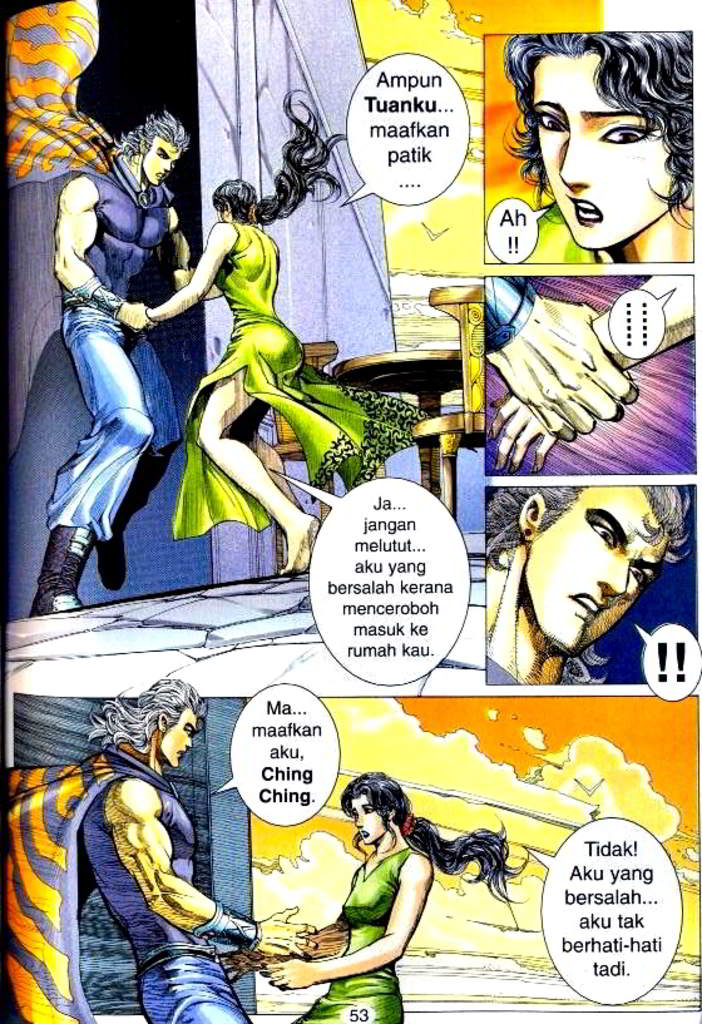 Ampun
Tuanku...
maafkan
patik
....
Ah
!!
Ja...
jangan
melutut...
aku yang
bersalah kerana
menceroboh
masuk ke
rumah kau.
!!
Ma...
maafkan
aku,
Ching
Ching.
Tidak!
Aku yang
bersalah...
aku tak
berhati-hati
tadi.
53